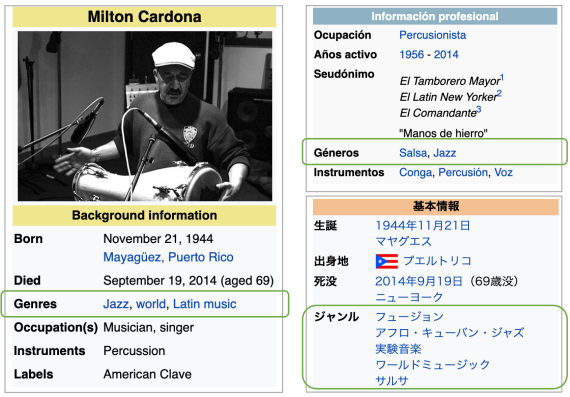 Milton Cardona
Background information
Born November 21, 1944
Mayagüez, Puerto Rico
Died September 19, 2014 (aged 69)
Genres Jazz, world, Latin music
Occupation(s) Musician, singer
Instruments Percussion
Labels American Clave
Información profesional
Ocupación Percusionista
Años activo 1956 - 2014
Seudónimo
El Tamborero Mayor¹
El Latin New Yorker²
El Comandante³
"Manos de hierro"
Géneros Salsa, Jazz
Instrumentos Conga, Percusión, Voz
基本情報
生誕 1944年11月21日
マヤグエス
出身地 プエルトリコ
死没 2014年9月19日（69歳没）
ニューヨーク
ジャンル フュージョン
アフロ・キューバン・ジャズ
実験音楽
ワールドミュージック
サルサ